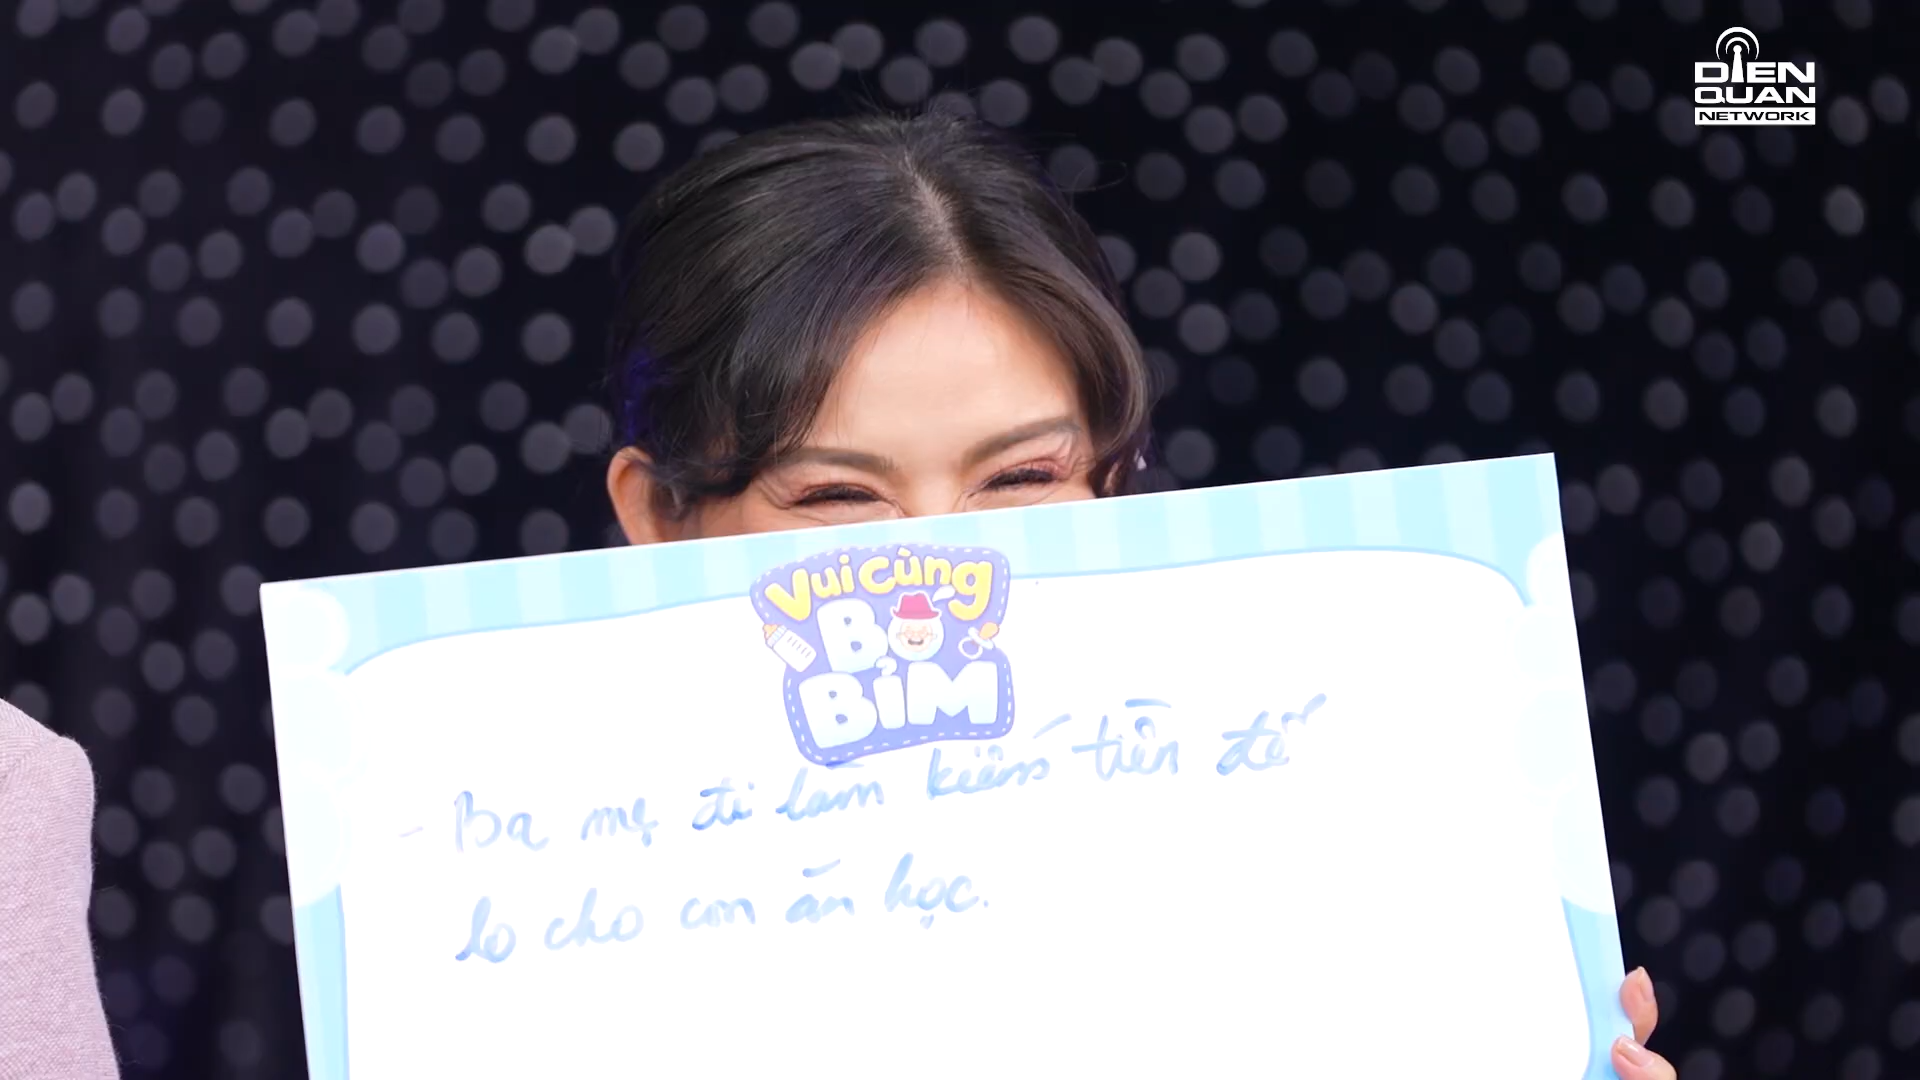 DIEN
QUAN
NETWORK
Vui cùng
BỐ
BỈM
- Ba mẹ đi làm kiếm tiền để
lo cho con ăn học.